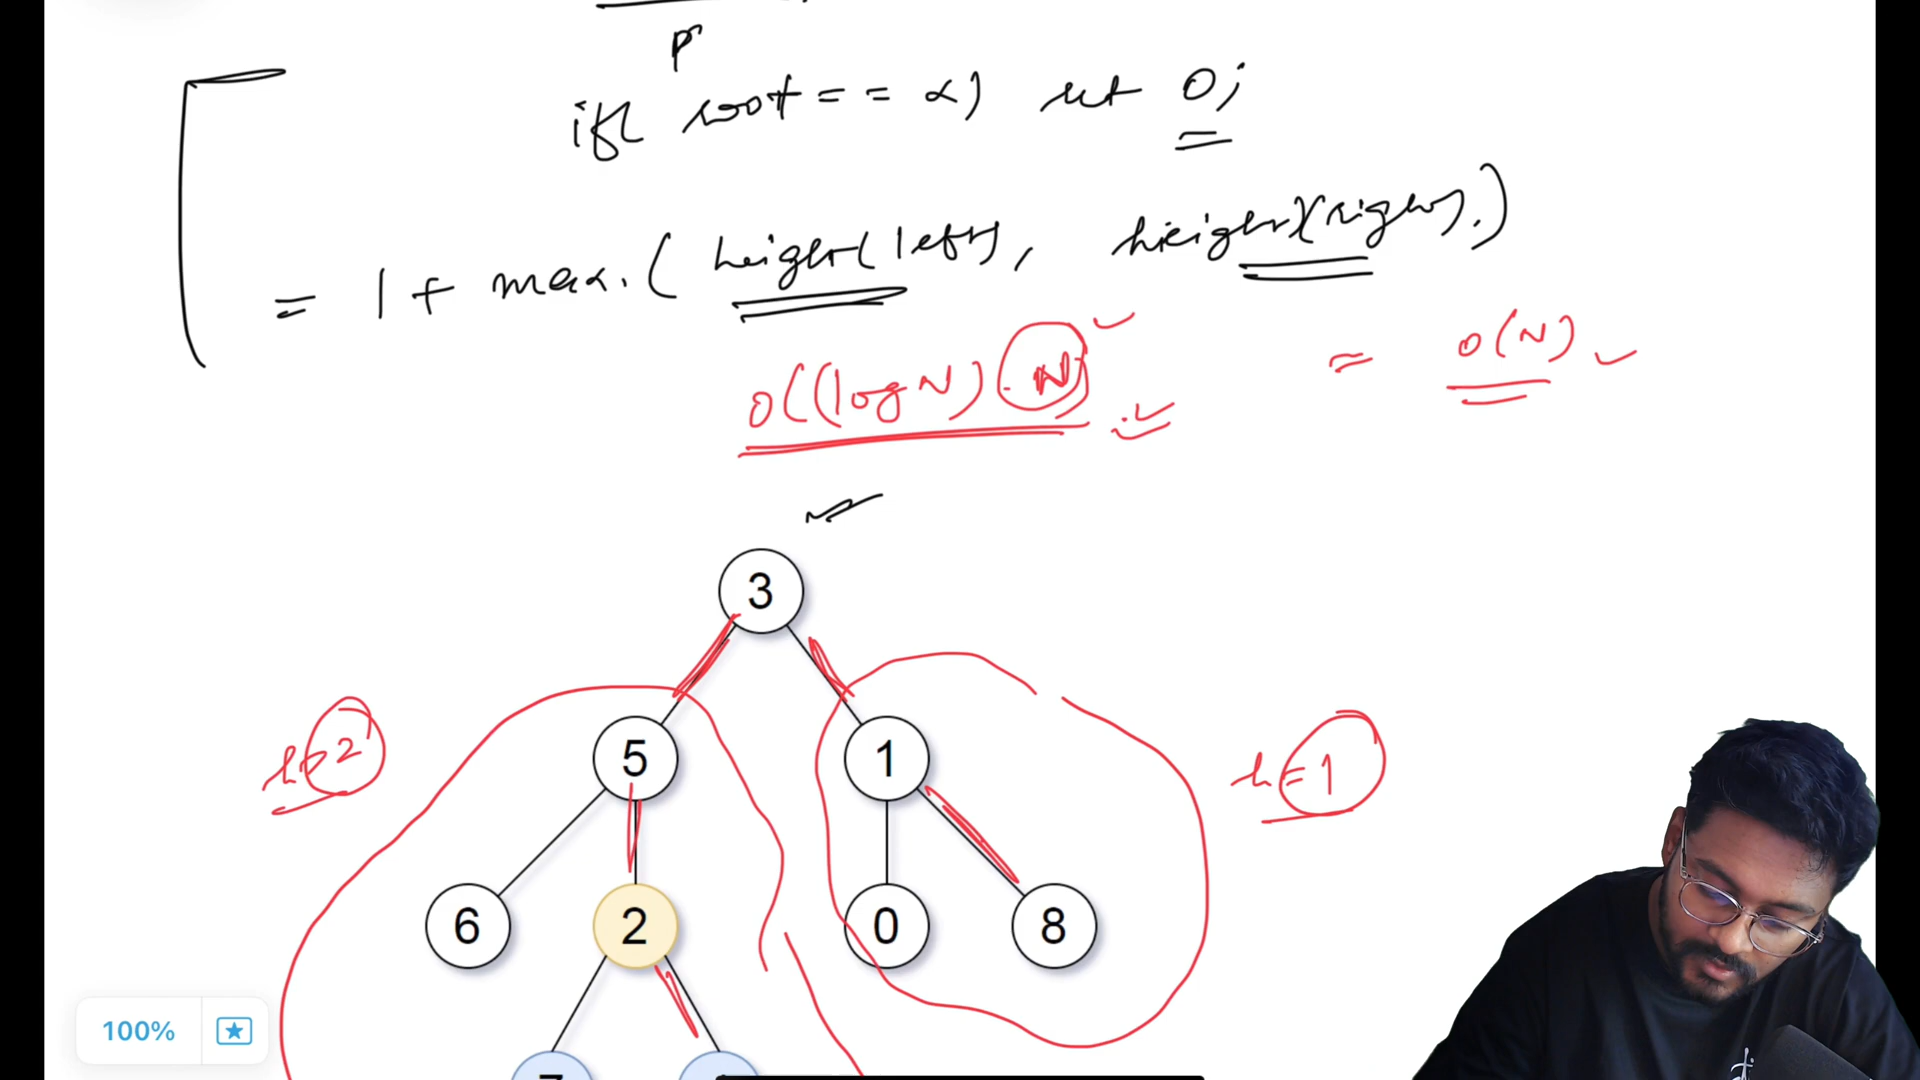 p
if( root == α) ret 0;
= 1 + max. ( height(left), height(right).)
O((logN) . N)
= O(N)
3
h=2
5
1
h=1
6
2
0
8
100%
7